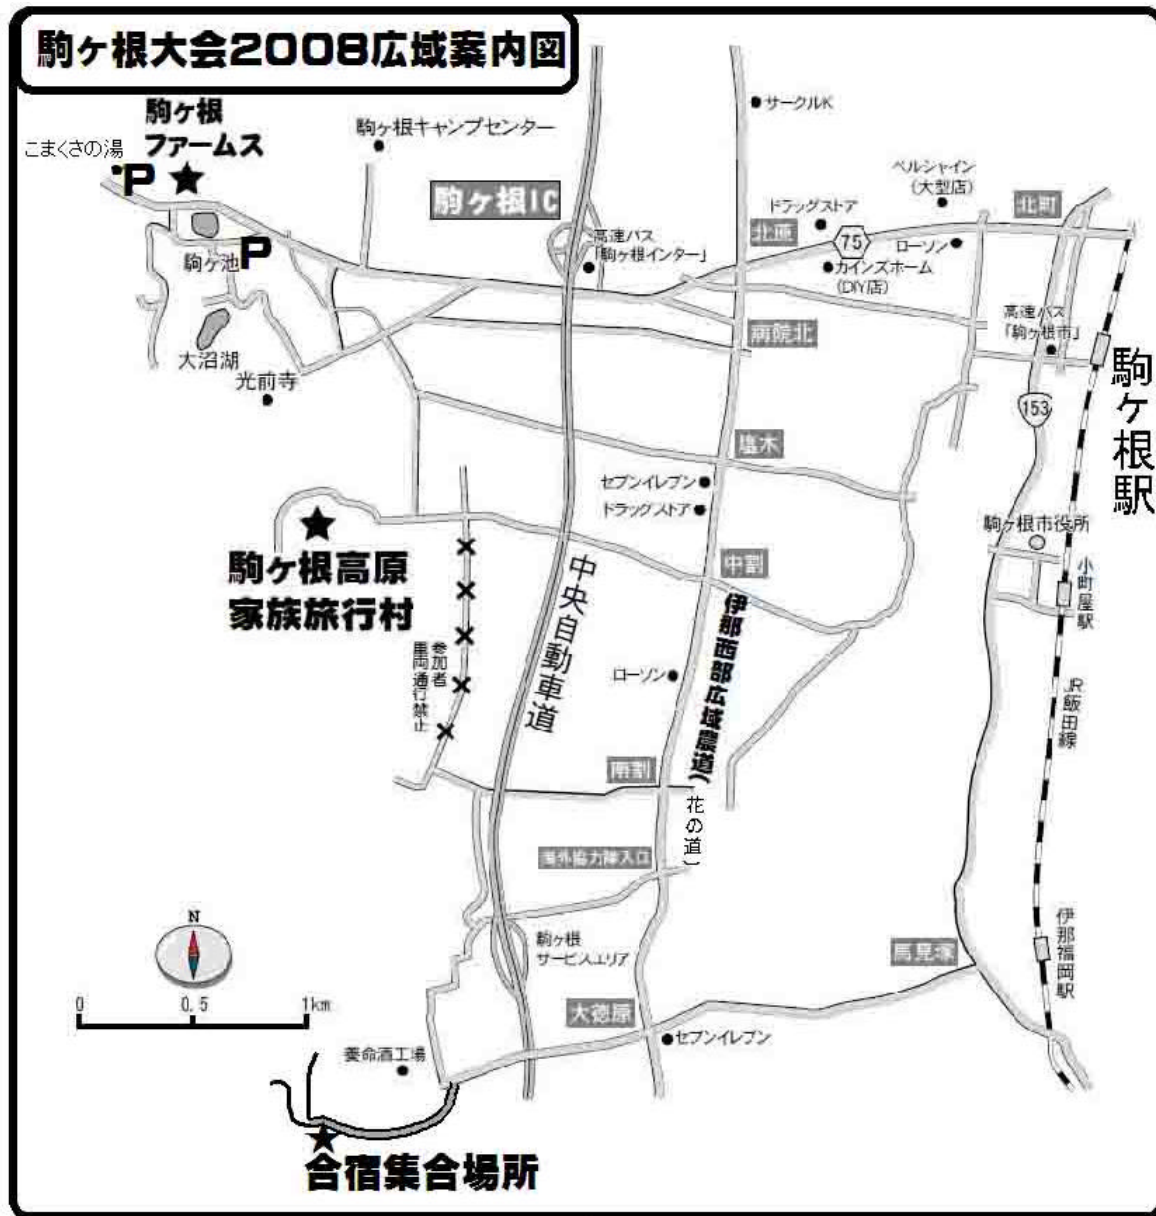 駒ヶ根大会2008広域案内図
駒ヶ根
ファームス
こまくさの湯
P
駒ヶ根キャンプセンター
サークルK
駒ヶ根IC
ベルシャイン
(大型店)
北町
ドラッグストア
北原
75
ローソン
高速バス
「駒ヶ根インター」
カインズホーム
(DIY店)
駒ヶ池
P
高速バス
「駒ヶ根市」
病院北
大沼湖
光前寺
駒ヶ根駅
153
塩木
セブンイレブン
ドラッグストア
駒ヶ根市役所
駒ヶ根高原
家族旅行村
中央自動車道
中割
伊那西部広域農道)
小町屋駅
参加者
車両通行禁止
ローソン
JR飯田線
南割
花の道)
海外協力隊入口
N
駒ヶ根
サービスエリア
馬見塚
伊那福岡駅
0
0.5
1km
大徳原
セブンイレブン
養命酒工場
合宿集合場所